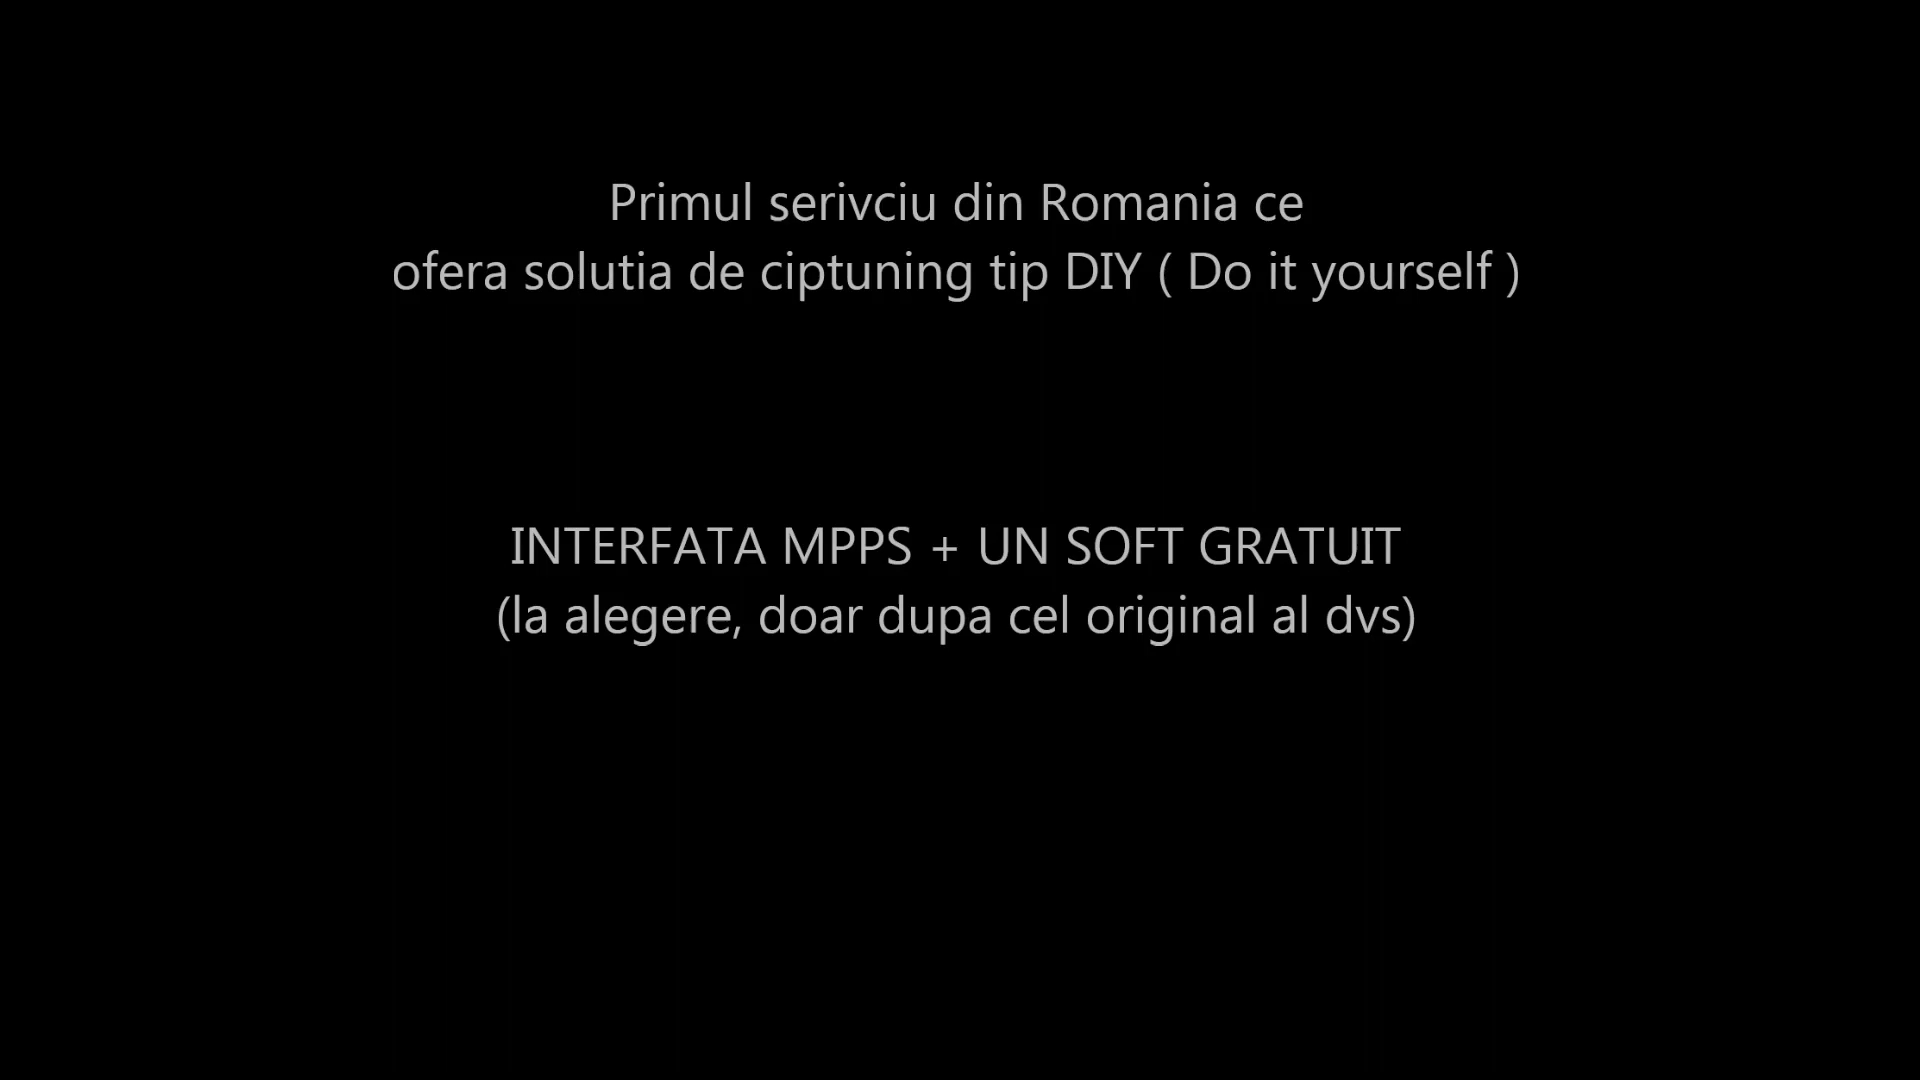 Primul serivciu din Romania ce
ofera solutia de ciptuning tip DIY ( Do it yourself )
INTERFATA MPPS + UN SOFT GRATUIT
(la alegere, doar dupa cel original al dvs)